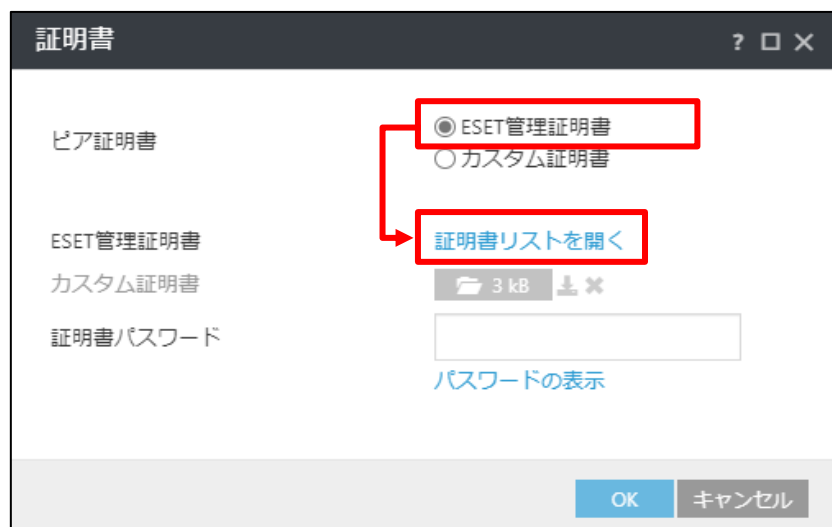 証明書
?
ピア証明書
ESET管理証明書
カスタム証明書
ESET管理証明書
証明書リストを開く
カスタム証明書
3 kB
証明書パスワード
パスワードの表示
OK
キャンセル